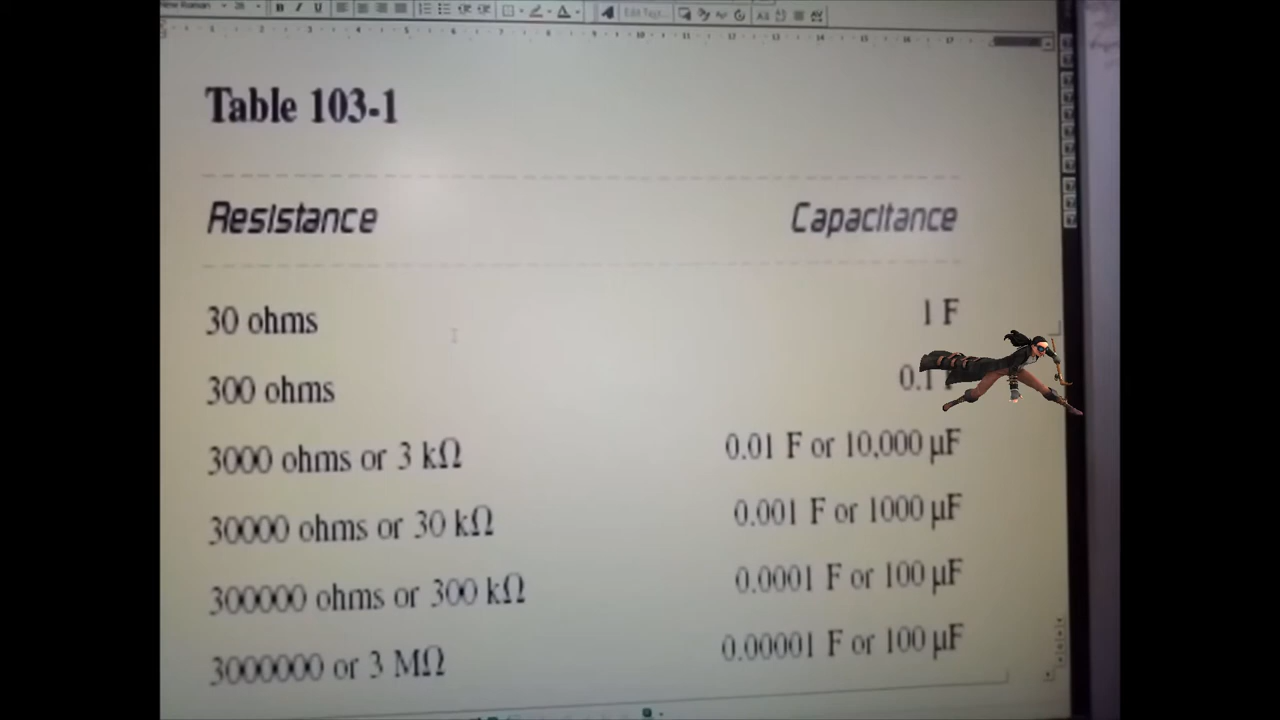 Table 103-1
Resistance Capacitance
30 ohms 1 F
300 ohms 0.1
3000 ohms or 3 kΩ 0.01 F or 10,000 µF
30000 ohms or 30 kΩ 0.001 F or 1000 µF
300000 ohms or 300 kΩ 0.0001 F or 100 µF
3000000 or 3 MΩ 0.00001 F or 100 µF